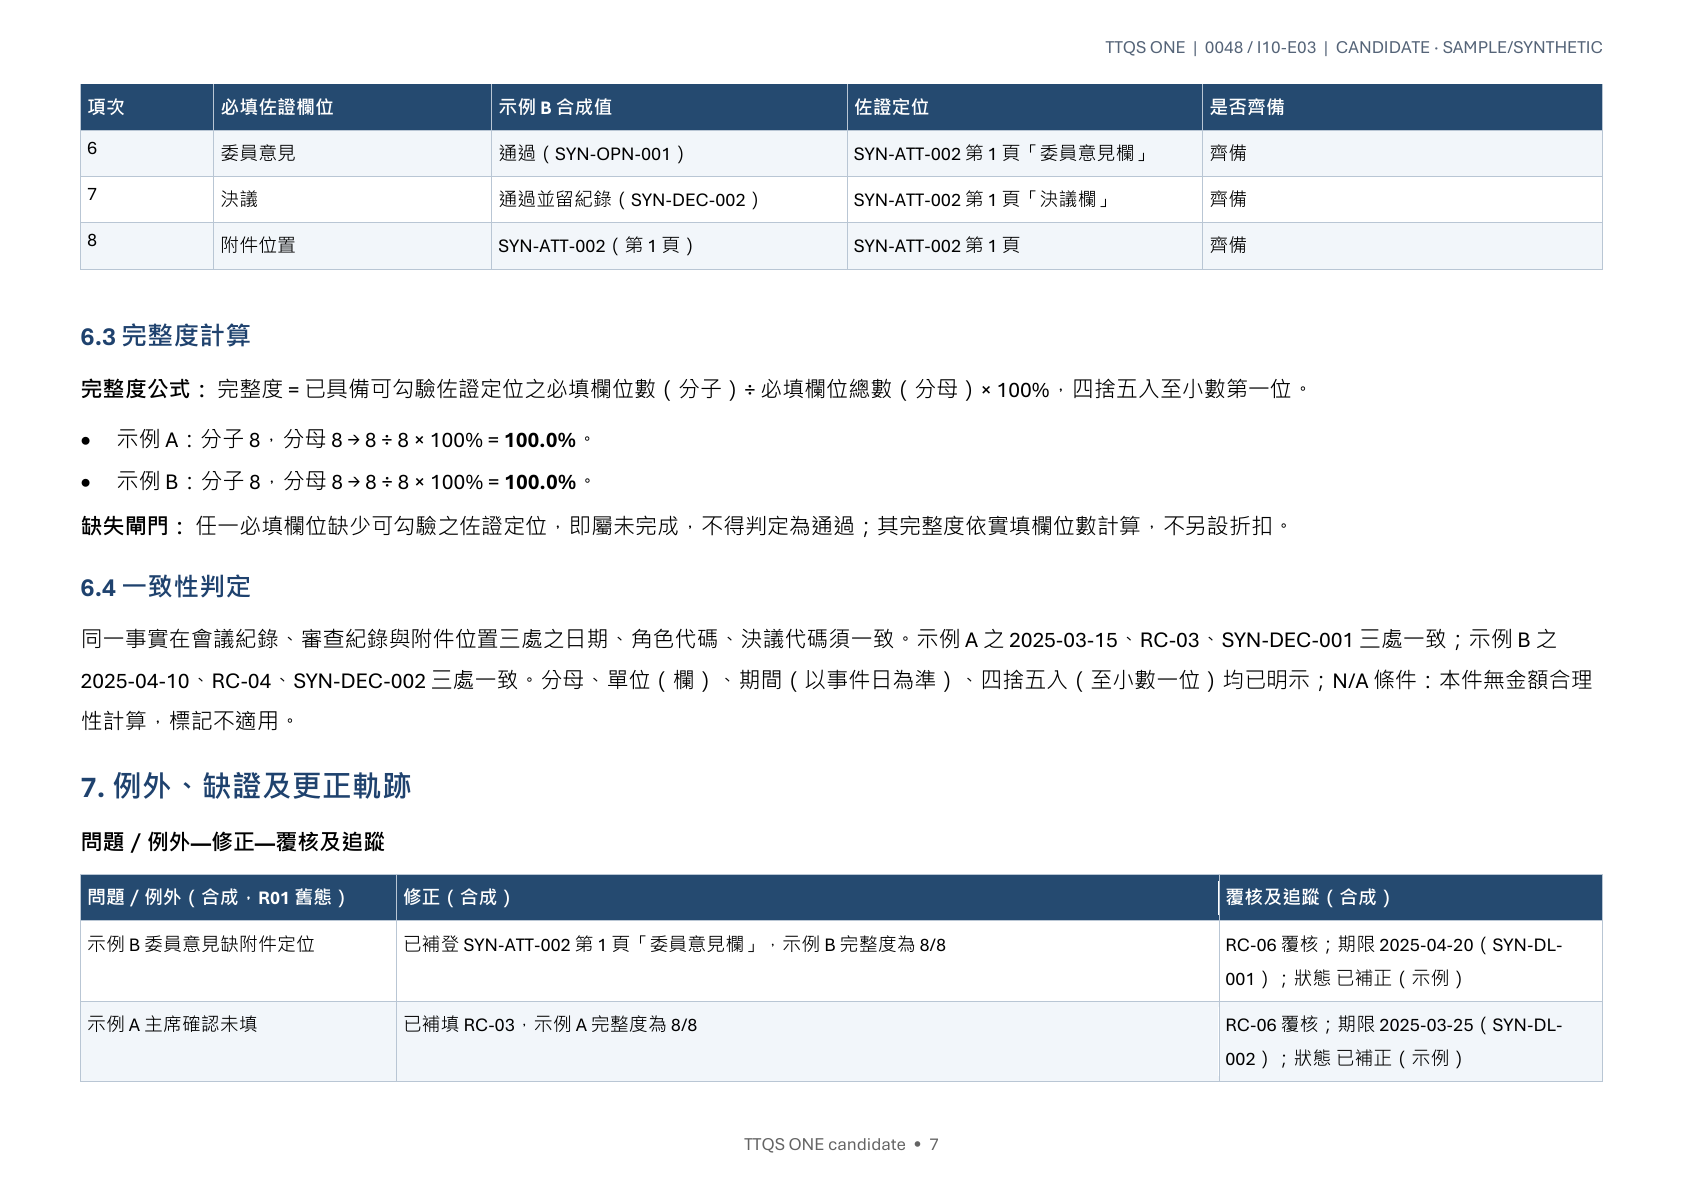 TTQS ONE | 0048 / I10-E03 | CANDIDATE · SAMPLE/SYNTHETIC
項次 必填佐證欄位 示例 B 合成值 佐證定位 是否齊備
6 委員意見 通過（SYN-OPN-001） SYN-ATT-002 第 1 頁「委員意見欄」 齊備
7 決議 通過並留紀錄（SYN-DEC-002） SYN-ATT-002 第 1 頁「決議欄」 齊備
8 附件位置 SYN-ATT-002（第 1 頁） SYN-ATT-002 第 1 頁 齊備
6.3 完整度計算
完整度公式： 完整度 = 已具備可勾驗佐證定位之必填欄位數（分子）÷ 必填欄位總數（分母）× 100%，四捨五入至小數第一位。
• 示例 A：分子 8，分母 8 → 8 ÷ 8 × 100% = 100.0%。
• 示例 B：分子 8，分母 8 → 8 ÷ 8 × 100% = 100.0%。
缺失閘門： 任一必填欄位缺少可勾驗之佐證定位，即屬未完成，不得判定為通過；其完整度依實填欄位數計算，不另設折扣。
6.4 一致性判定
同一事實在會議紀錄、審查紀錄與附件位置三處之日期、角色代碼、決議代碼須一致。示例 A 之 2025-03-15、RC-03、SYN-DEC-001 三處一致；示例 B 之
2025-04-10、RC-04、SYN-DEC-002 三處一致。分母、單位（欄）、期間（以事件日為準）、四捨五入（至小數一位）均已明示；N/A 條件：本件無金額合理
性計算，標記不適用。
7. 例外、缺證及更正軌跡
問題 / 例外—修正—覆核及追蹤
問題 / 例外（合成，R01 舊態） 修正（合成） 覆核及追蹤（合成）
示例 B 委員意見缺附件定位 已補登 SYN-ATT-002 第 1 頁「委員意見欄」，示例 B 完整度為 8/8 RC-06 覆核；期限 2025-04-20（SYN-DL-
001）；狀態 已補正（示例）
示例 A 主席確認未填 已補填 RC-03，示例 A 完整度為 8/8 RC-06 覆核；期限 2025-03-25（SYN-DL-
002）；狀態 已補正（示例）
TTQS ONE candidate • 7